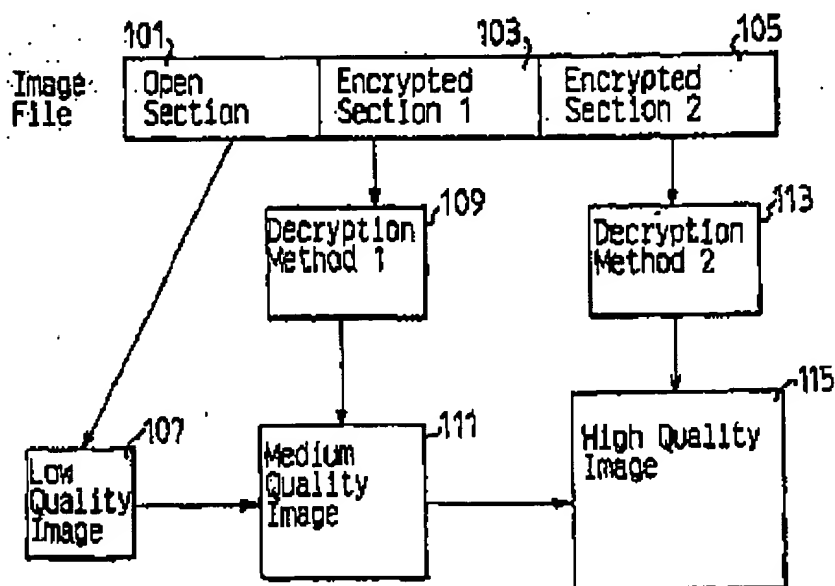 101
103
105
Image
File
Open
Section
Encrypted
Section 1
Encrypted
Section 2
109
113
Decryption
Method 1
Decryption
Method 2
107
111
115
Low
Quality
Image
Medium
Quality
Image
High Quality
Image